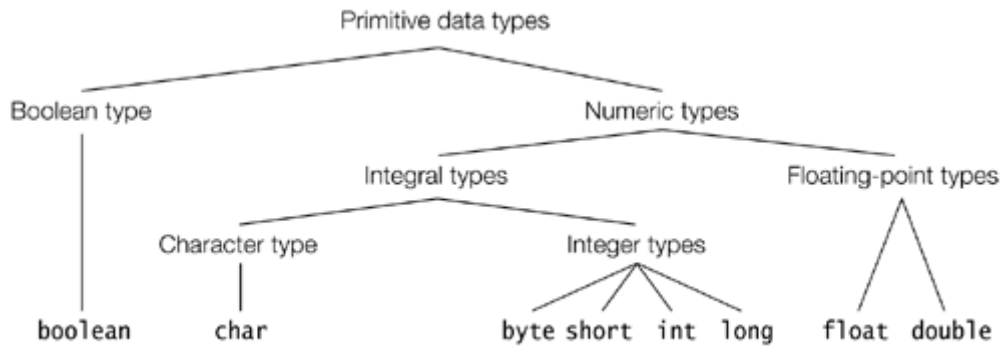 Primitive data types
Boolean type Numeric types
Integral types Floating-point types
Character type Integer types
boolean char byte short int long float double